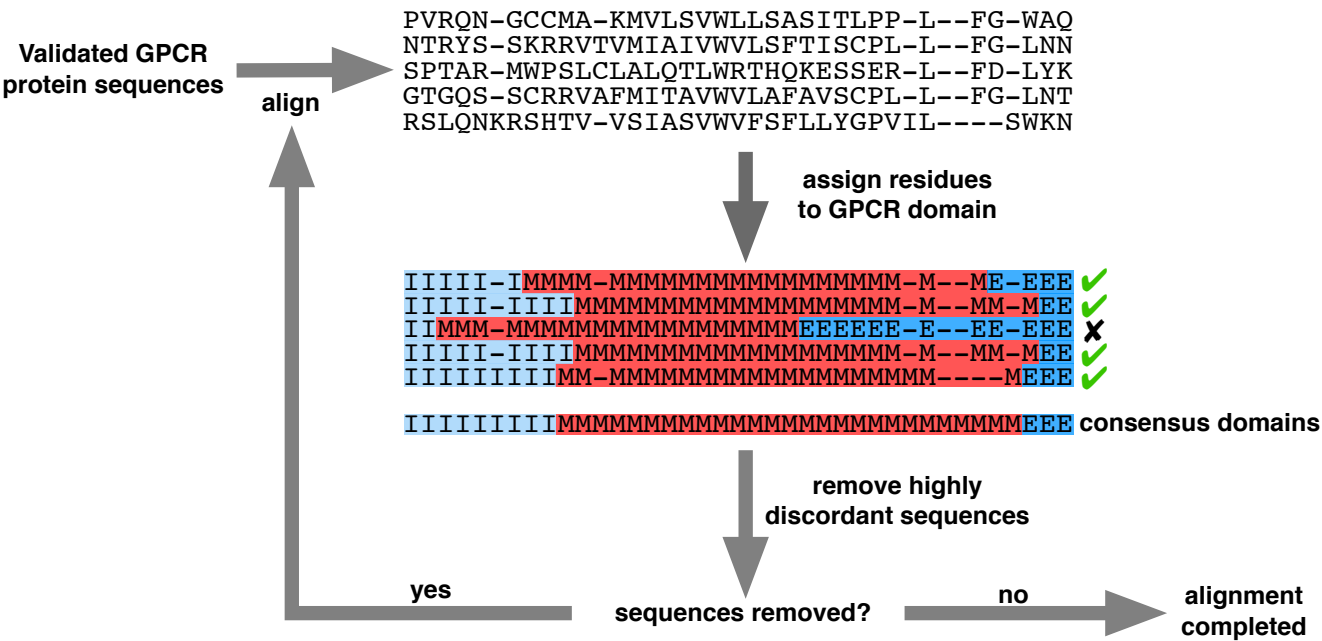 PVRQN-GCCMA-KMVLSVWLLSASITLPP-L--FG-WAQ
NTRYS-SKRRVTVMIAIVWVLSFTISCPL-L--FG-LNN
SPTAR-MWPSLCLALQTLWRTHQKESSER-L--FD-LYK
GTGQS-SCRRVAFMITAVWVLAFAVSCPL-L--FG-LNT
RSLQNKRSHTV-VSIASVWVFSFLLYGPVIL----SWKN
Validated GPCR
protein sequences
align
assign residues
to GPCR domain
IIIII-IMMMM-MMMMMMMMMMMMMMMMM-M--ME-EEE ✔
IIIII-IIIIMMMMMMMMMMMMMMMMMMM-M--MM-MEE ✔
IIMMM-MMMMMMMMMMMMMMMMMEEEEEE-E--EE-EEE ✘
IIIII-IIIIMMMMMMMMMMMMMMMMMMM-M--MM-MEE ✔
IIIIIIIIIMM-MMMMMMMMMMMMMMMMMMM----MEEE ✔
IIIIIIIIIMMMMMMMMMMMMMMMMMMMMMMMMMMMEEE consensus domains
remove highly
discordant sequences
yes
sequences removed?
no
alignment
completed